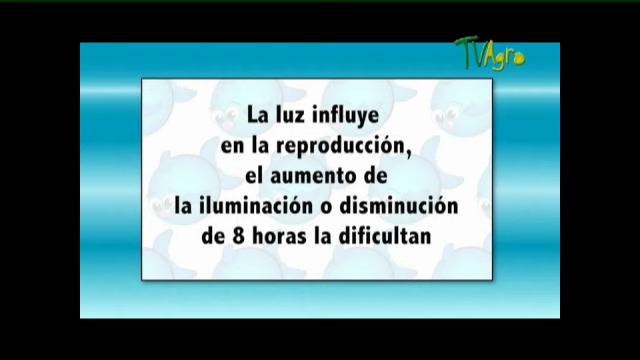 TVAgro
La luz influye
en la reproducción,
el aumento de
la iluminación o disminución
de 8 horas la dificultan